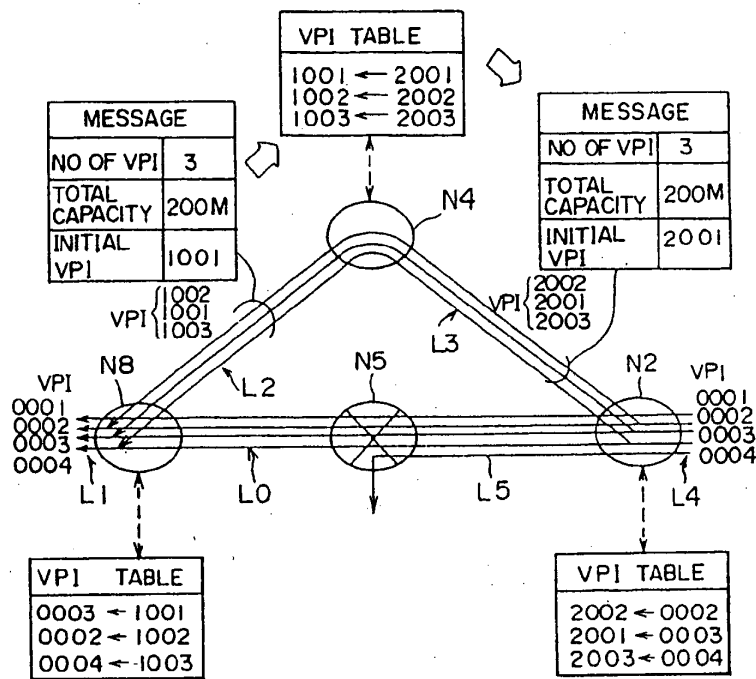 VPI TABLE
1001 ← 2001
1002 ← 2002
1003 ← 2003
MESSAGE
NO OF VPI 3
TOTAL CAPACITY 200M
INITIAL VPI 1001
MESSAGE
NO OF VPI 3
TOTAL CAPACITY 200M
INITIAL VPI 2001
N4
VPI { 1002
1001
1003
VPI { 2002
2001
2003
L3
L2
N8
N5
N2
VPI
0001
0002
0003
0004
VPI
0001
0002
0003
0004
L1
L0
L5
L4
VPI TABLE
0003 ← 1001
0002 ← 1002
0004 ← 1003
VPI TABLE
2002 ← 0002
2001 ← 0003
2003 ← 0004